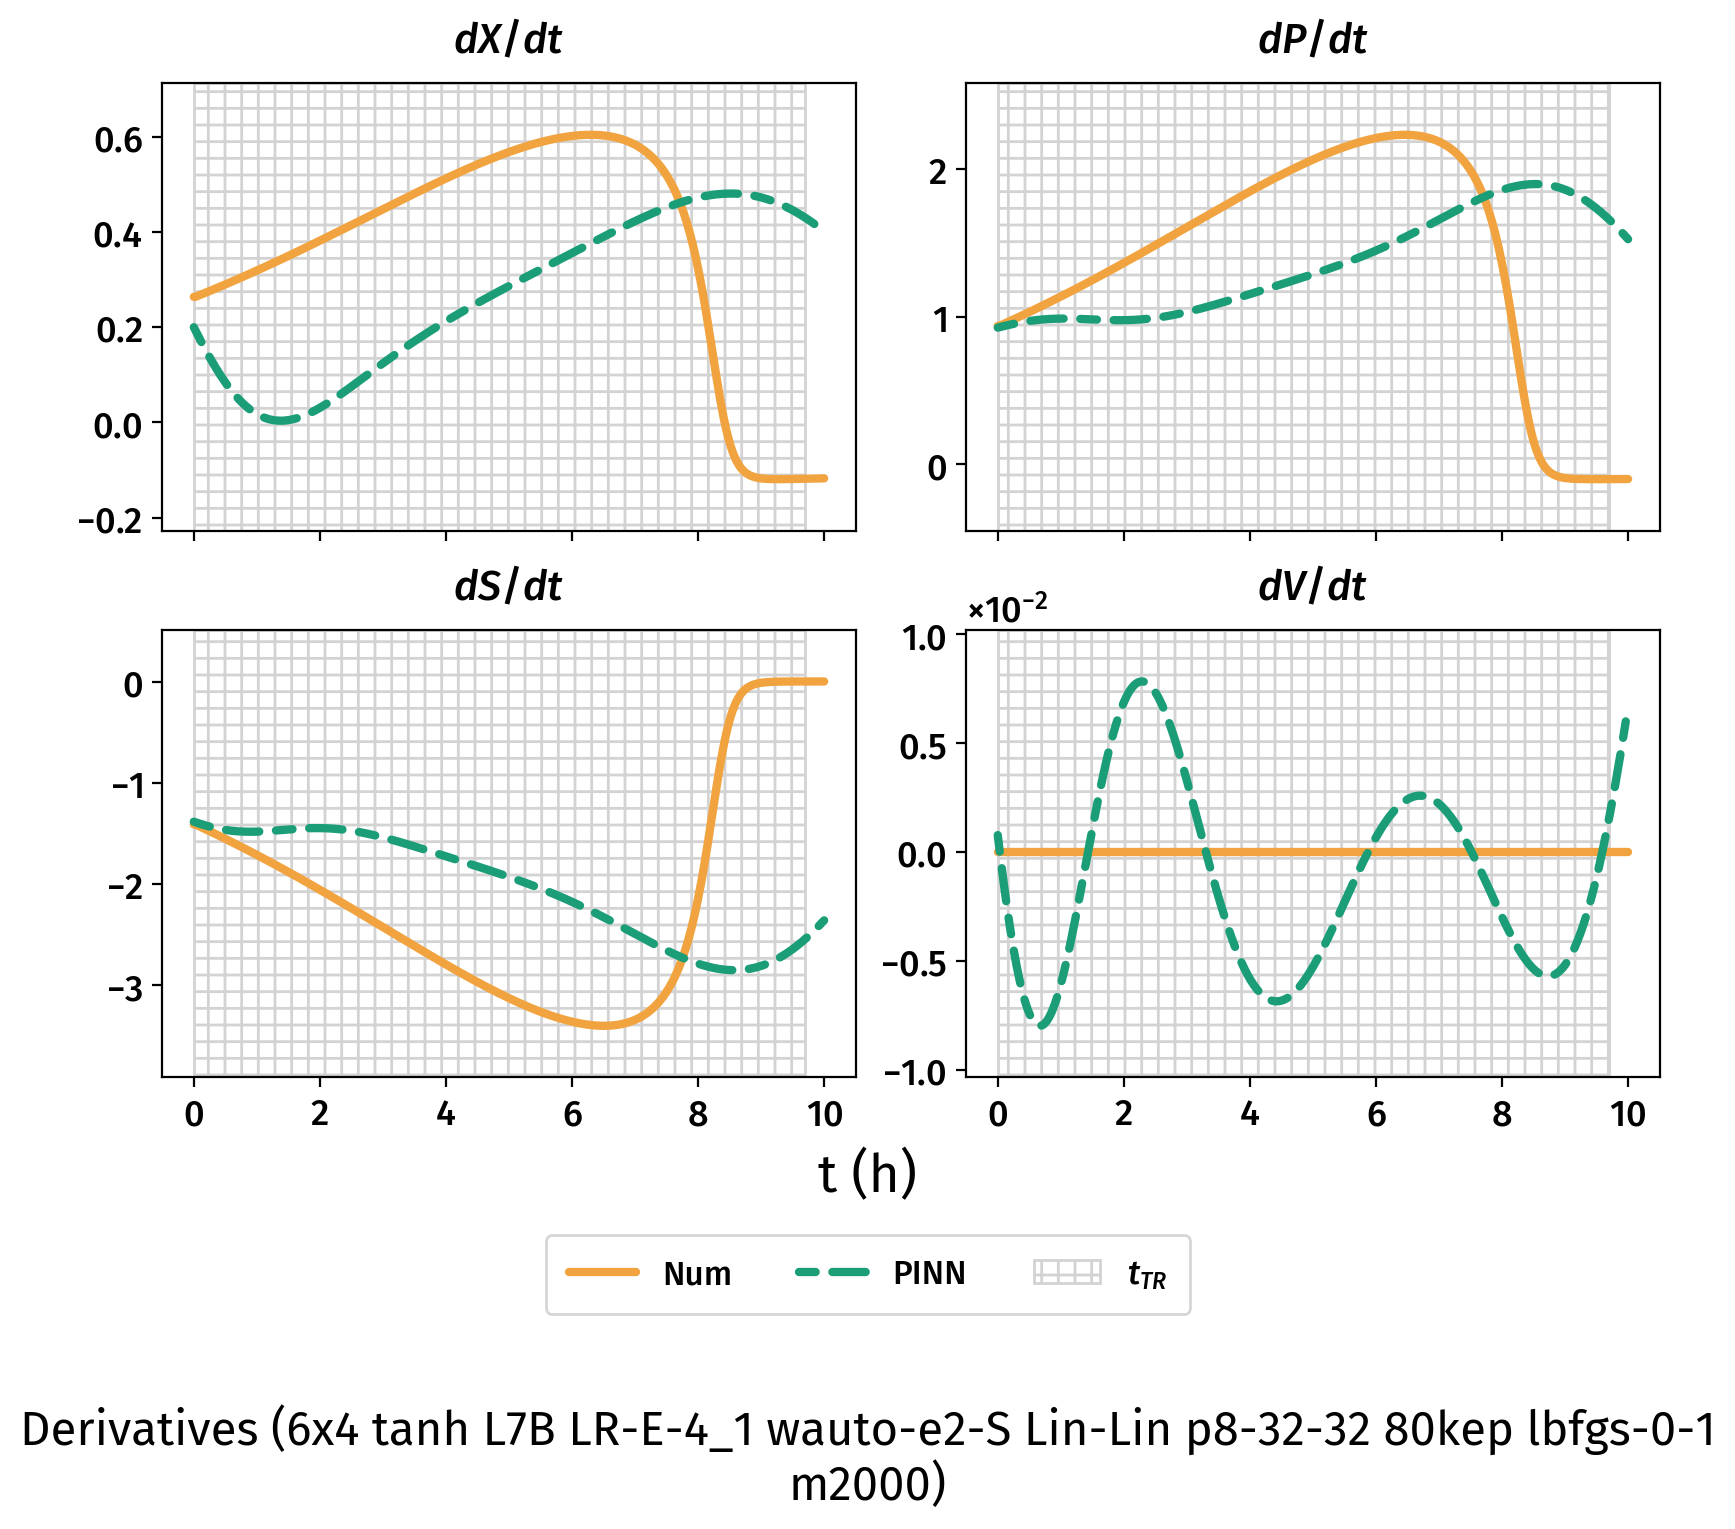 dX/dt
dP/dt
0.6
0.4
0.2
0.0
−0.2
2
1
0
dS/dt
dV/dt
×10−2
0
−1
−2
−3
1.0
0.5
0.0
−0.5
−1.0
0 2 4 6 8 10
0 2 4 6 8 10
t (h)
Num PINN tTR
Derivatives (6x4 tanh L7B LR-E-4_1 wauto-e2-S Lin-Lin p8-32-32 80kep lbfgs-0-1
m2000)